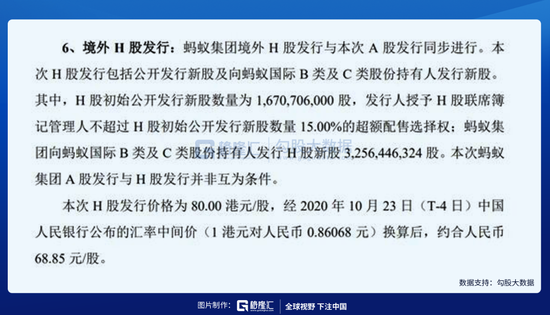 6、境外 H 股发行：蚂蚁集团境外 H 股发行与本次 A 股发行同步进行。本
次 H 股发行包括公开发行新股及向蚂蚁国际 B 类及 C 类股份持有人发行新股。
其中，H 股初始公开发行新股数量为 1,670,706,000 股，发行人授予 H 股联席簿
记管理人不超过 H 股初始公开发行新股数量 15.00%的超额配售选择权；蚂蚁集
团向蚂蚁国际 B 类及 C 类股份持有人发行 H 股新股 3,256,446,324 股。本次蚂蚁
集团 A 股发行与 H 股发行并非互为条件。
格隆汇 勾股大数据
本次 H 股发行价格为 80.00 港元/股，经 2020 年 10 月 23 日（T-4 日）中国
人民银行公布的汇率中间价（1 港元对人民币 0.86068 元）换算后，约合人民币
68.85 元/股。
数据支持：勾股大数据
图片制作：格隆汇 全球视野 下注中国